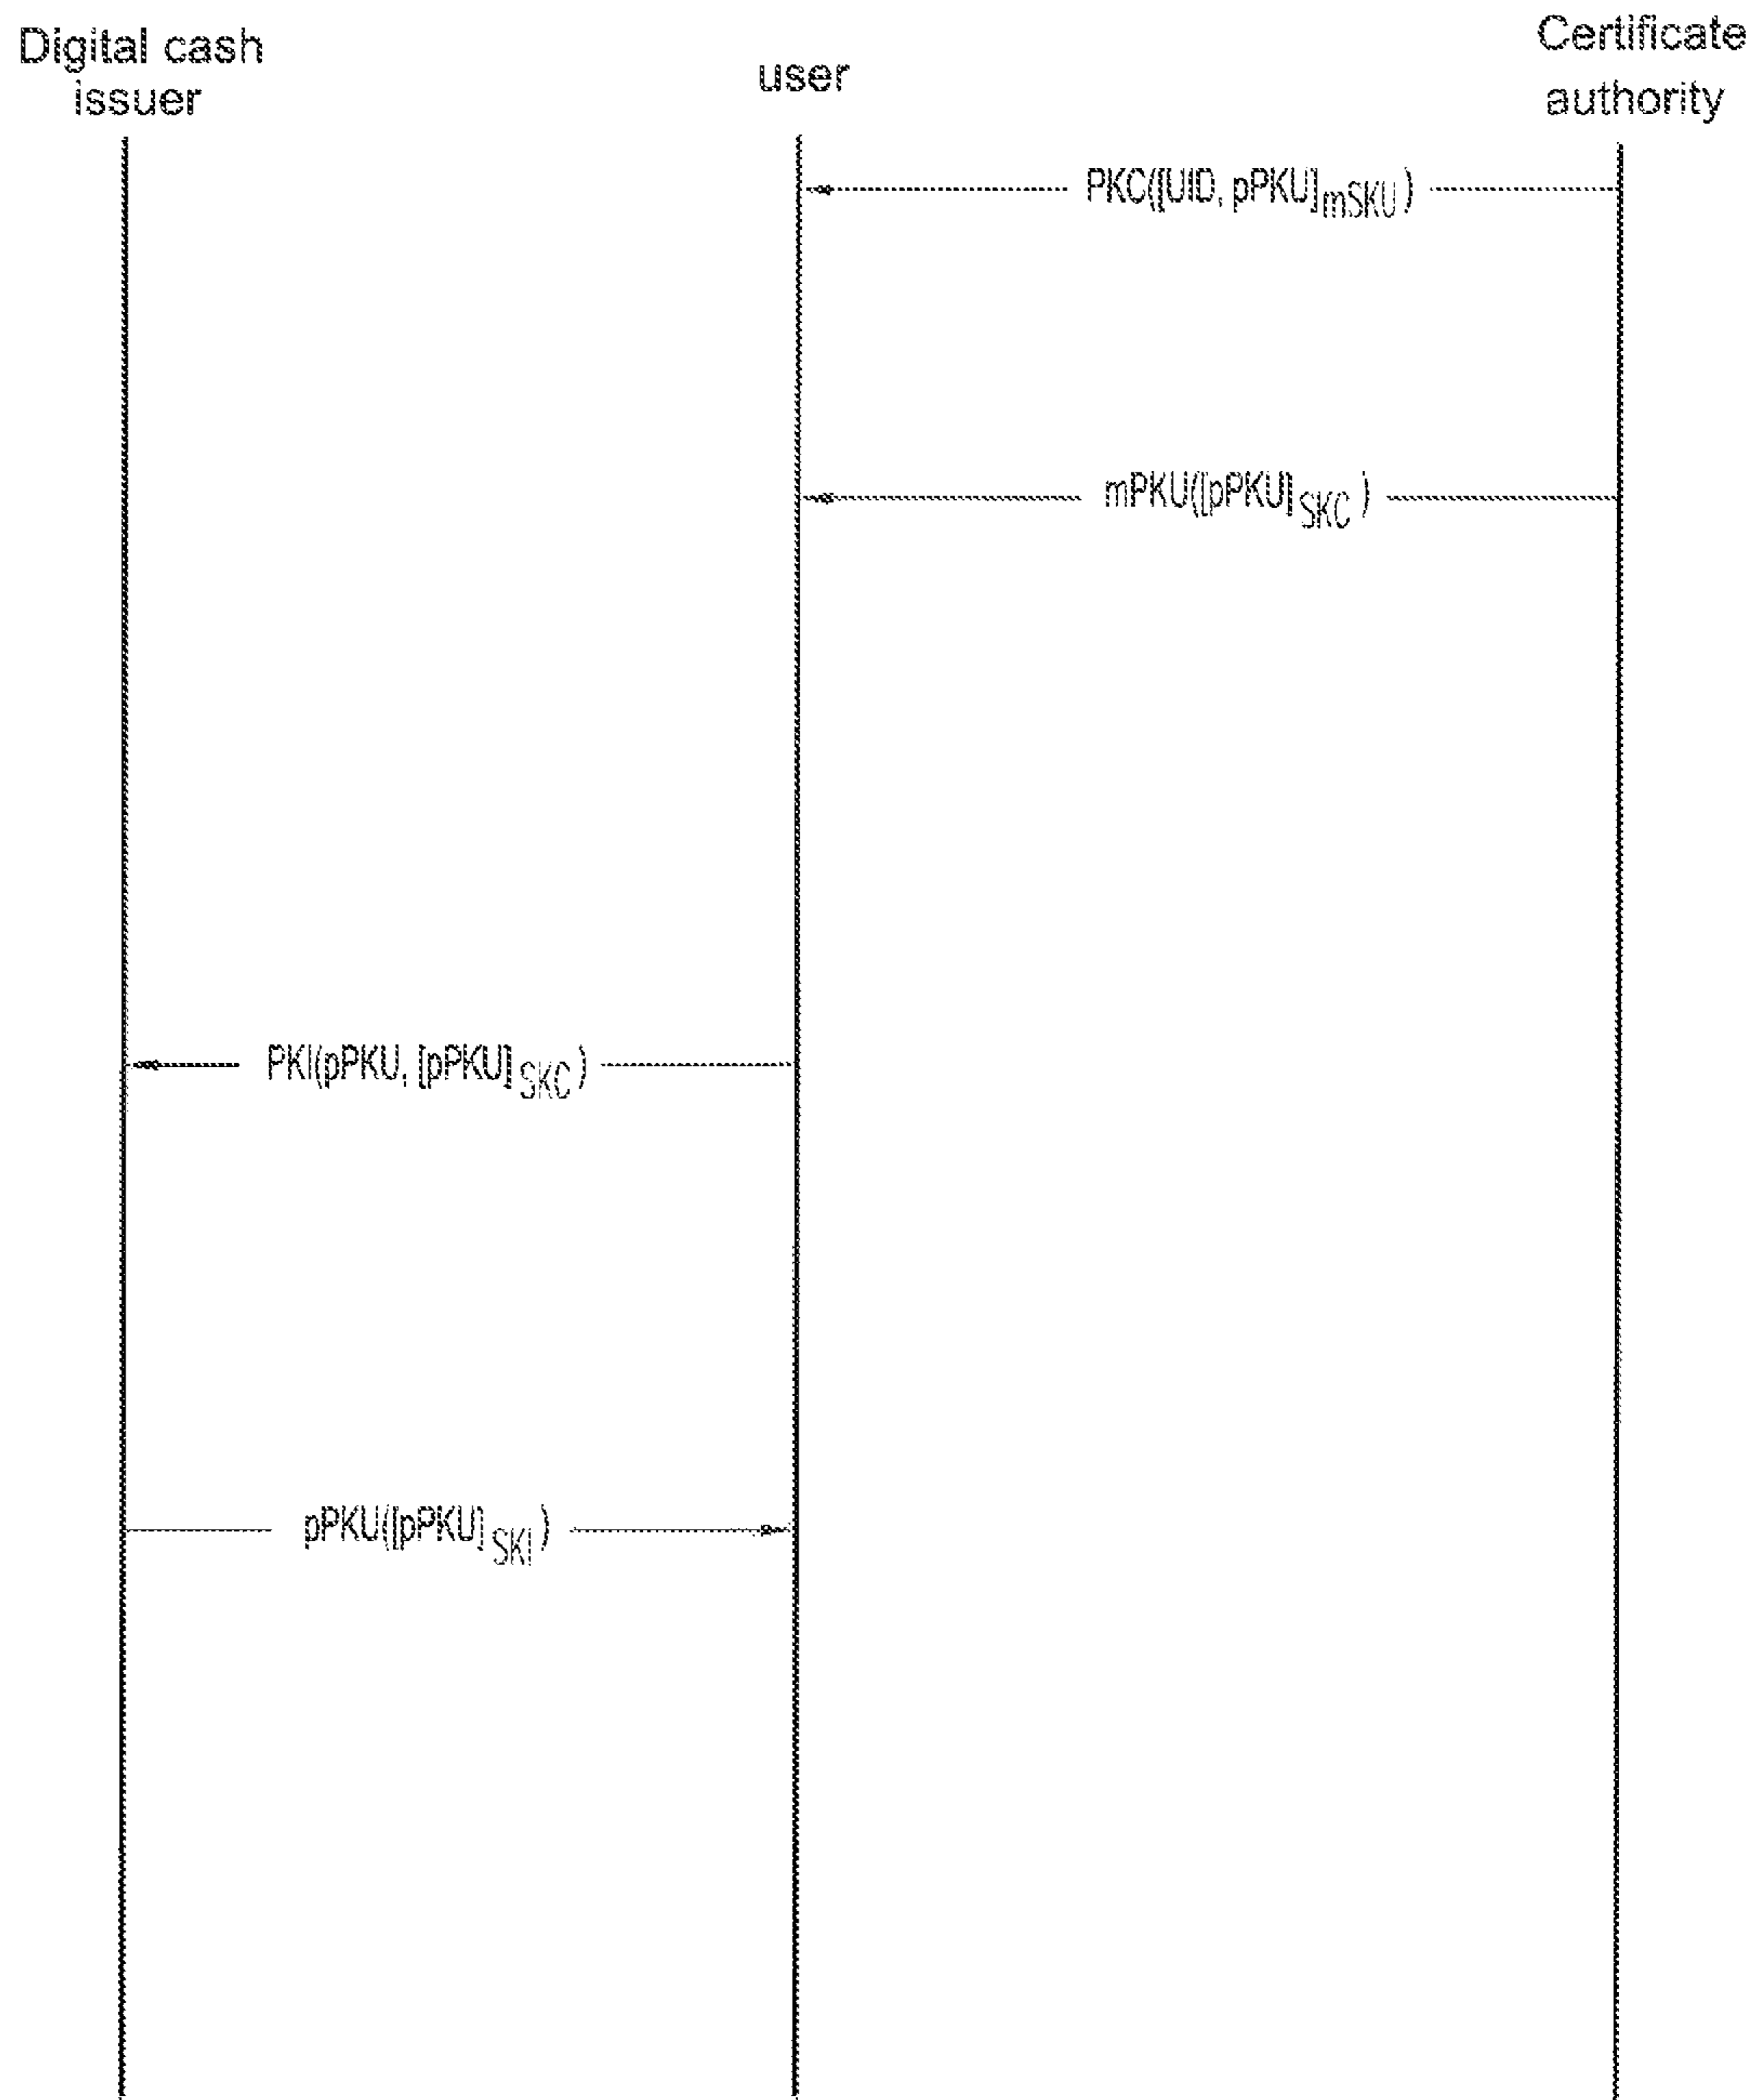 Digital cash
issuer
user
Certificate
authority
PKC([UID, pPKU]mSKU)
mPKU([pPKU]SKC)
PKI(pPKU, [pPKU]SKC)
pPKU([pPKU]SKI)